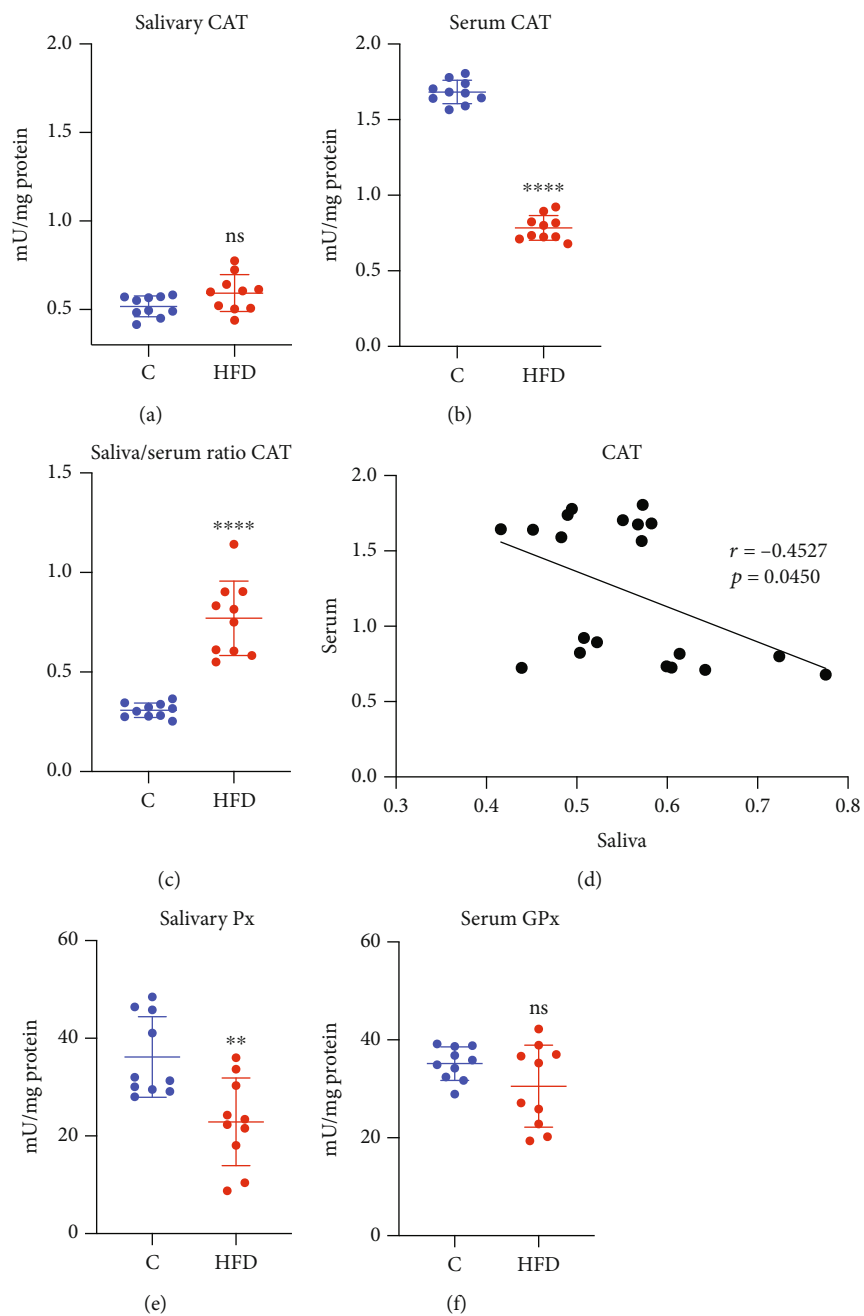 Salivary CAT
2.0
1.5
1.0
0.5
mU/mg protein
ns
C
HFD
(a)
Serum CAT
2.0
1.5
1.0
0.5
0.0
mU/mg protein
****
C
HFD
(b)
Saliva/serum ratio CAT
1.5
1.0
0.5
0.0
****
C
HFD
(c)
CAT
2.0
1.5
1.0
0.5
0.0
Serum
r = –0.4527
p = 0.0450
0.3
0.4
0.5
0.6
0.7
0.8
Saliva
(d)
Salivary Px
60
40
20
0
mU/mg protein
**
C
HFD
(e)
Serum GPx
60
40
20
0
mU/mg protein
ns
C
HFD
(f)